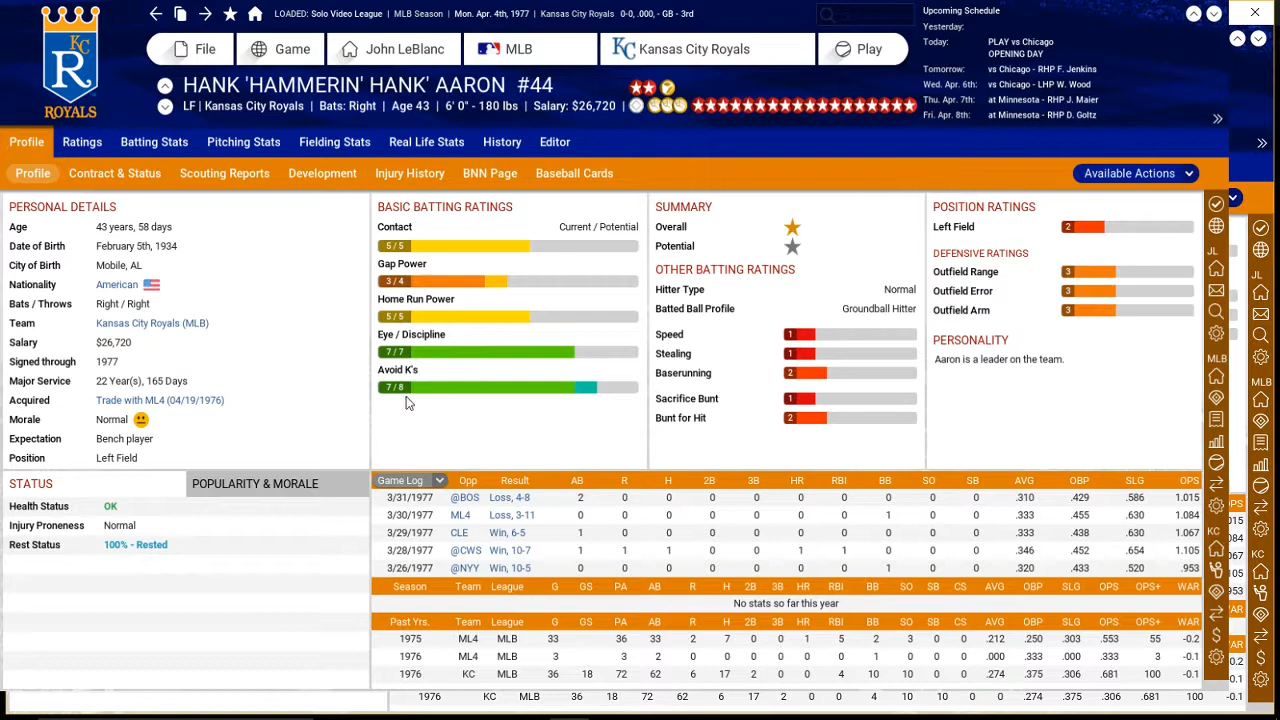 LOADED: Solo Video League | MLB Season | Mon. Apr. 4th, 1977 | Kansas City Royals 0-0, .000, - GB - 3rd
Upcoming Schedule
Yesterday:
Today: PLAY vs Chicago
OPENING DAY
Tomorrow: vs Chicago - RHP F. Jenkins
Wed. Apr. 6th: vs Chicago - LHP W. Wood
Thu. Apr. 7th: at Minnesota - RHP J. Maier
Fri. Apr. 8th: at Minnesota - RHP D. Goltz
KC
R
ROYALS
File
Game
John LeBlanc
MLB
KC Kansas City Royals
Play
HANK 'HAMMERIN' HANK' AARON #44
LF | Kansas City Royals | Bats: Right | Age 43 | 6' 0" - 180 lbs | Salary: $26,720
Profile Ratings Batting Stats Pitching Stats Fielding Stats Real Life Stats History Editor
Profile Contract & Status Scouting Reports Development Injury History BNN Page Baseball Cards
Available Actions
PERSONAL DETAILS
Age 43 years, 58 days
Date of Birth February 5th, 1934
City of Birth Mobile, AL
Nationality American
Bats / Throws Right / Right
Team Kansas City Royals (MLB)
Salary $26,720
Signed through 1977
Major Service 22 Year(s), 165 Days
Acquired Trade with ML4 (04/19/1976)
Morale Normal
Expectation Bench player
Position Left Field
BASIC BATTING RATINGS
Contact Current / Potential
5 / 5
Gap Power
3 / 4
Home Run Power
5 / 5
Eye / Discipline
7 / 7
Avoid K's
7 / 8
SUMMARY
Overall
Potential
OTHER BATTING RATINGS
Hitter Type Normal
Batted Ball Profile Groundball Hitter
Speed 1
Stealing 1
Baserunning 2
Sacrifice Bunt 1
Bunt for Hit 2
POSITION RATINGS
Left Field 2
DEFENSIVE RATINGS
Outfield Range 3
Outfield Error 3
Outfield Arm 3
PERSONALITY
Aaron is a leader on the team.
JL
MLB
KC
JL
MLB
KC
STATUS
POPULARITY & MORALE
Health Status OK
Injury Proneness Normal
Rest Status 100% - Rested
Game Log Opp Result AB R H 2B 3B HR RBI BB SO SB CS AVG OBP SLG OPS
3/31/1977 @BOS Loss, 4-8 2 0 0 0 0 0 0 0 0 0 0 .310 .429 .586 1.015
3/30/1977 ML4 Loss, 3-11 0 0 0 0 0 0 0 1 0 0 0 .333 .455 .630 1.084
3/29/1977 CLE Win, 6-5 1 0 0 0 0 0 0 0 0 0 0 .333 .438 .630 1.067
3/28/1977 @CWS Win, 10-7 1 1 1 0 0 1 1 0 0 0 0 .346 .452 .654 1.105
3/26/1977 @NYY Win, 10-5 0 0 0 0 0 0 0 1 0 0 0 .320 .433 .520 .953
Season Team League G GS PA AB R H 2B 3B HR RBI BB SO SB CS AVG OBP SLG OPS OPS+ WAR
No stats so far this year
Past Yrs. Team League G GS PA AB R H 2B 3B HR RBI BB SO SB CS AVG OBP SLG OPS OPS+ WAR
1975 ML4 MLB 33 36 33 2 7 0 0 1 5 2 3 0 0 .212 .250 .303 .553 55 -0.2
1976 ML4 MLB 3 3 2 0 0 0 0 0 0 1 0 0 0 .000 .333 .000 .333 3 -0.1
1976 KC MLB 36 18 72 62 6 17 2 0 0 4 10 10 0 0 .274 .375 .306 .681 100 -0.1
1976 KC MLB 36 18 72 62 6 17 2 0 0 4 10 10 0 0 .274 .375 .306 .681 100 -0.1